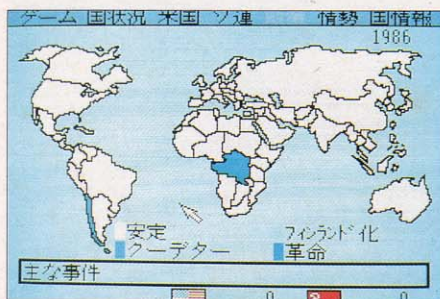 ゲーム 国状況 米国 ソ連 情勢 国情報
1986
安定 フィンランド化
クーデター 革命
主な事件
0 0